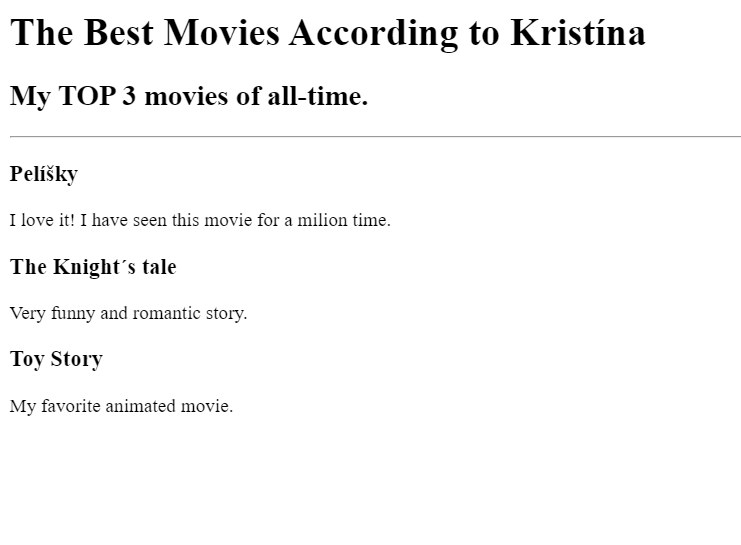 The Best Movies According to Kristína
My TOP 3 movies of all-time.
Pelíšky
I love it! I have seen this movie for a milion time.
The Knight´s tale
Very funny and romantic story.
Toy Story
My favorite animated movie.